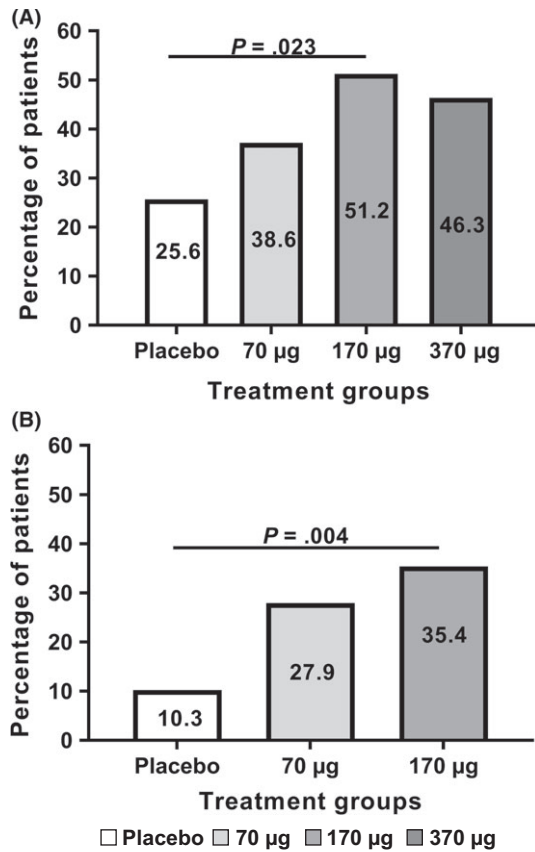 (A)
60
50
40
30
20
10
0
Percentage of patients
P = .023
25.6
38.6
51.2
46.3
Placebo 70 µg 170 µg 370 µg
Treatment groups
(B)
60
50
40
30
20
10
0
Percentage of patients
P = .004
10.3
27.9
35.4
Placebo 70 µg 170 µg
Treatment groups
Placebo 70 µg 170 µg 370 µg